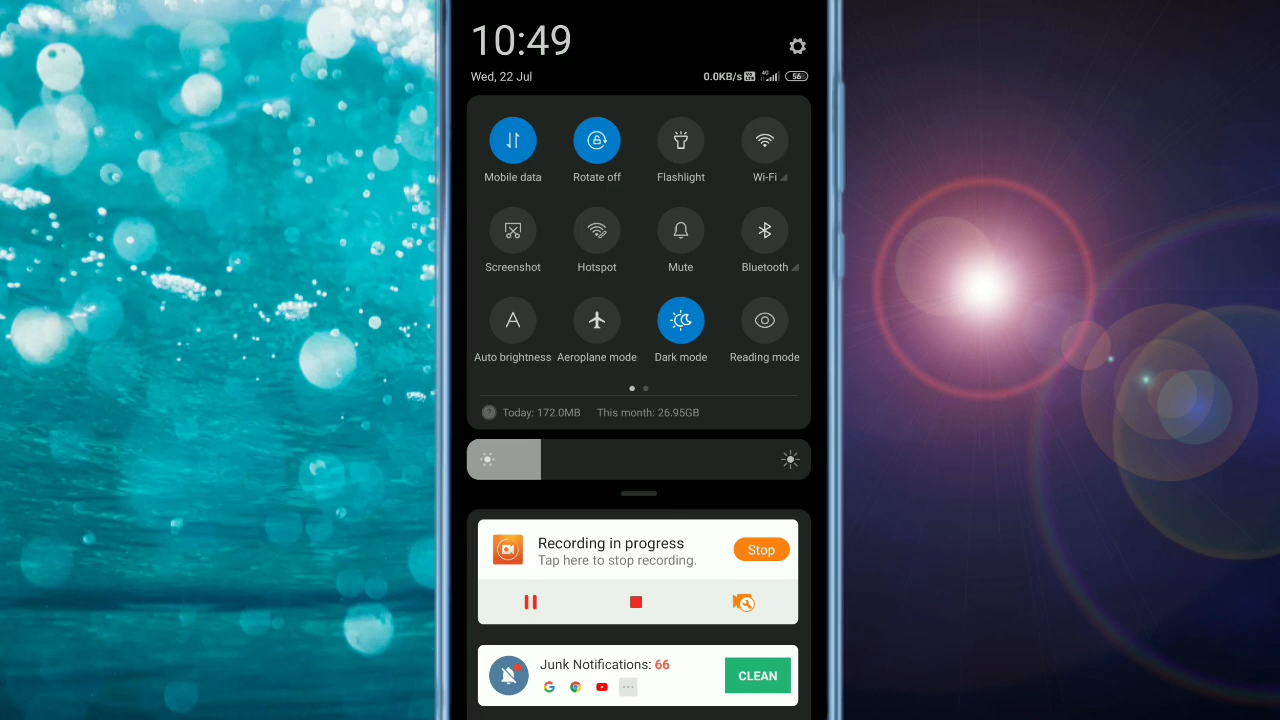 10:49
Wed, 22 Jul
0.0KB/s 4G 56
Mobile data Rotate off Flashlight Wi-Fi
Screenshot Hotspot Mute Bluetooth
A
Auto brightness Aeroplane mode Dark mode Reading mode
? Today: 172.0MB This month: 26.95GB
Recording in progress
Tap here to stop recording.
Stop
Junk Notifications: 66
CLEAN